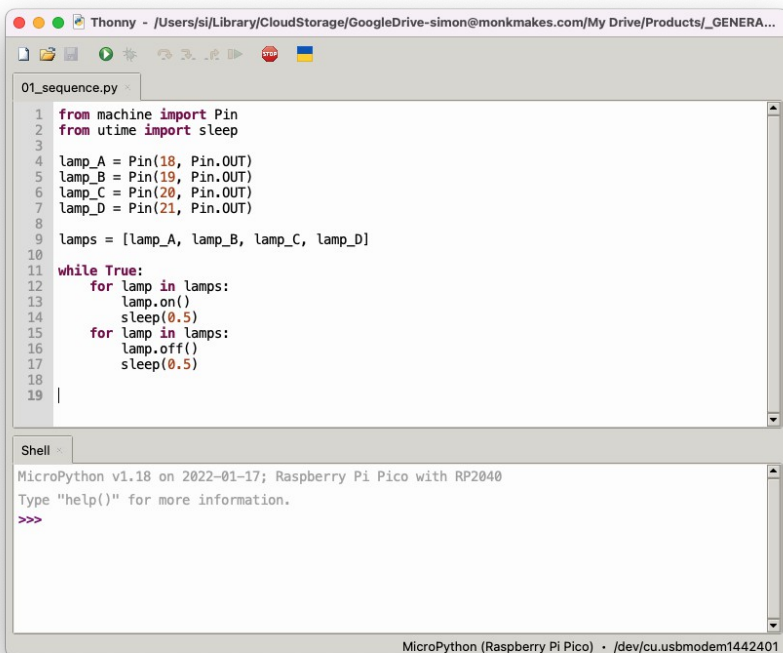 Thonny - /Users/si/Library/CloudStorage/GoogleDrive-simon@monkmakes.com/My Drive/Products/_GENERA...
STOP
01_sequence.py ×
1 from machine import Pin
2 from utime import sleep
3
4 lamp_A = Pin(18, Pin.OUT)
5 lamp_B = Pin(19, Pin.OUT)
6 lamp_C = Pin(20, Pin.OUT)
7 lamp_D = Pin(21, Pin.OUT)
8
9 lamps = [lamp_A, lamp_B, lamp_C, lamp_D]
10
11 while True:
12     for lamp in lamps:
13         lamp.on()
14         sleep(0.5)
15     for lamp in lamps:
16         lamp.off()
17         sleep(0.5)
18
19
Shell ×
MicroPython v1.18 on 2022-01-17; Raspberry Pi Pico with RP2040
Type "help()" for more information.
>>>
MicroPython (Raspberry Pi Pico) • /dev/cu.usbmodem1442401